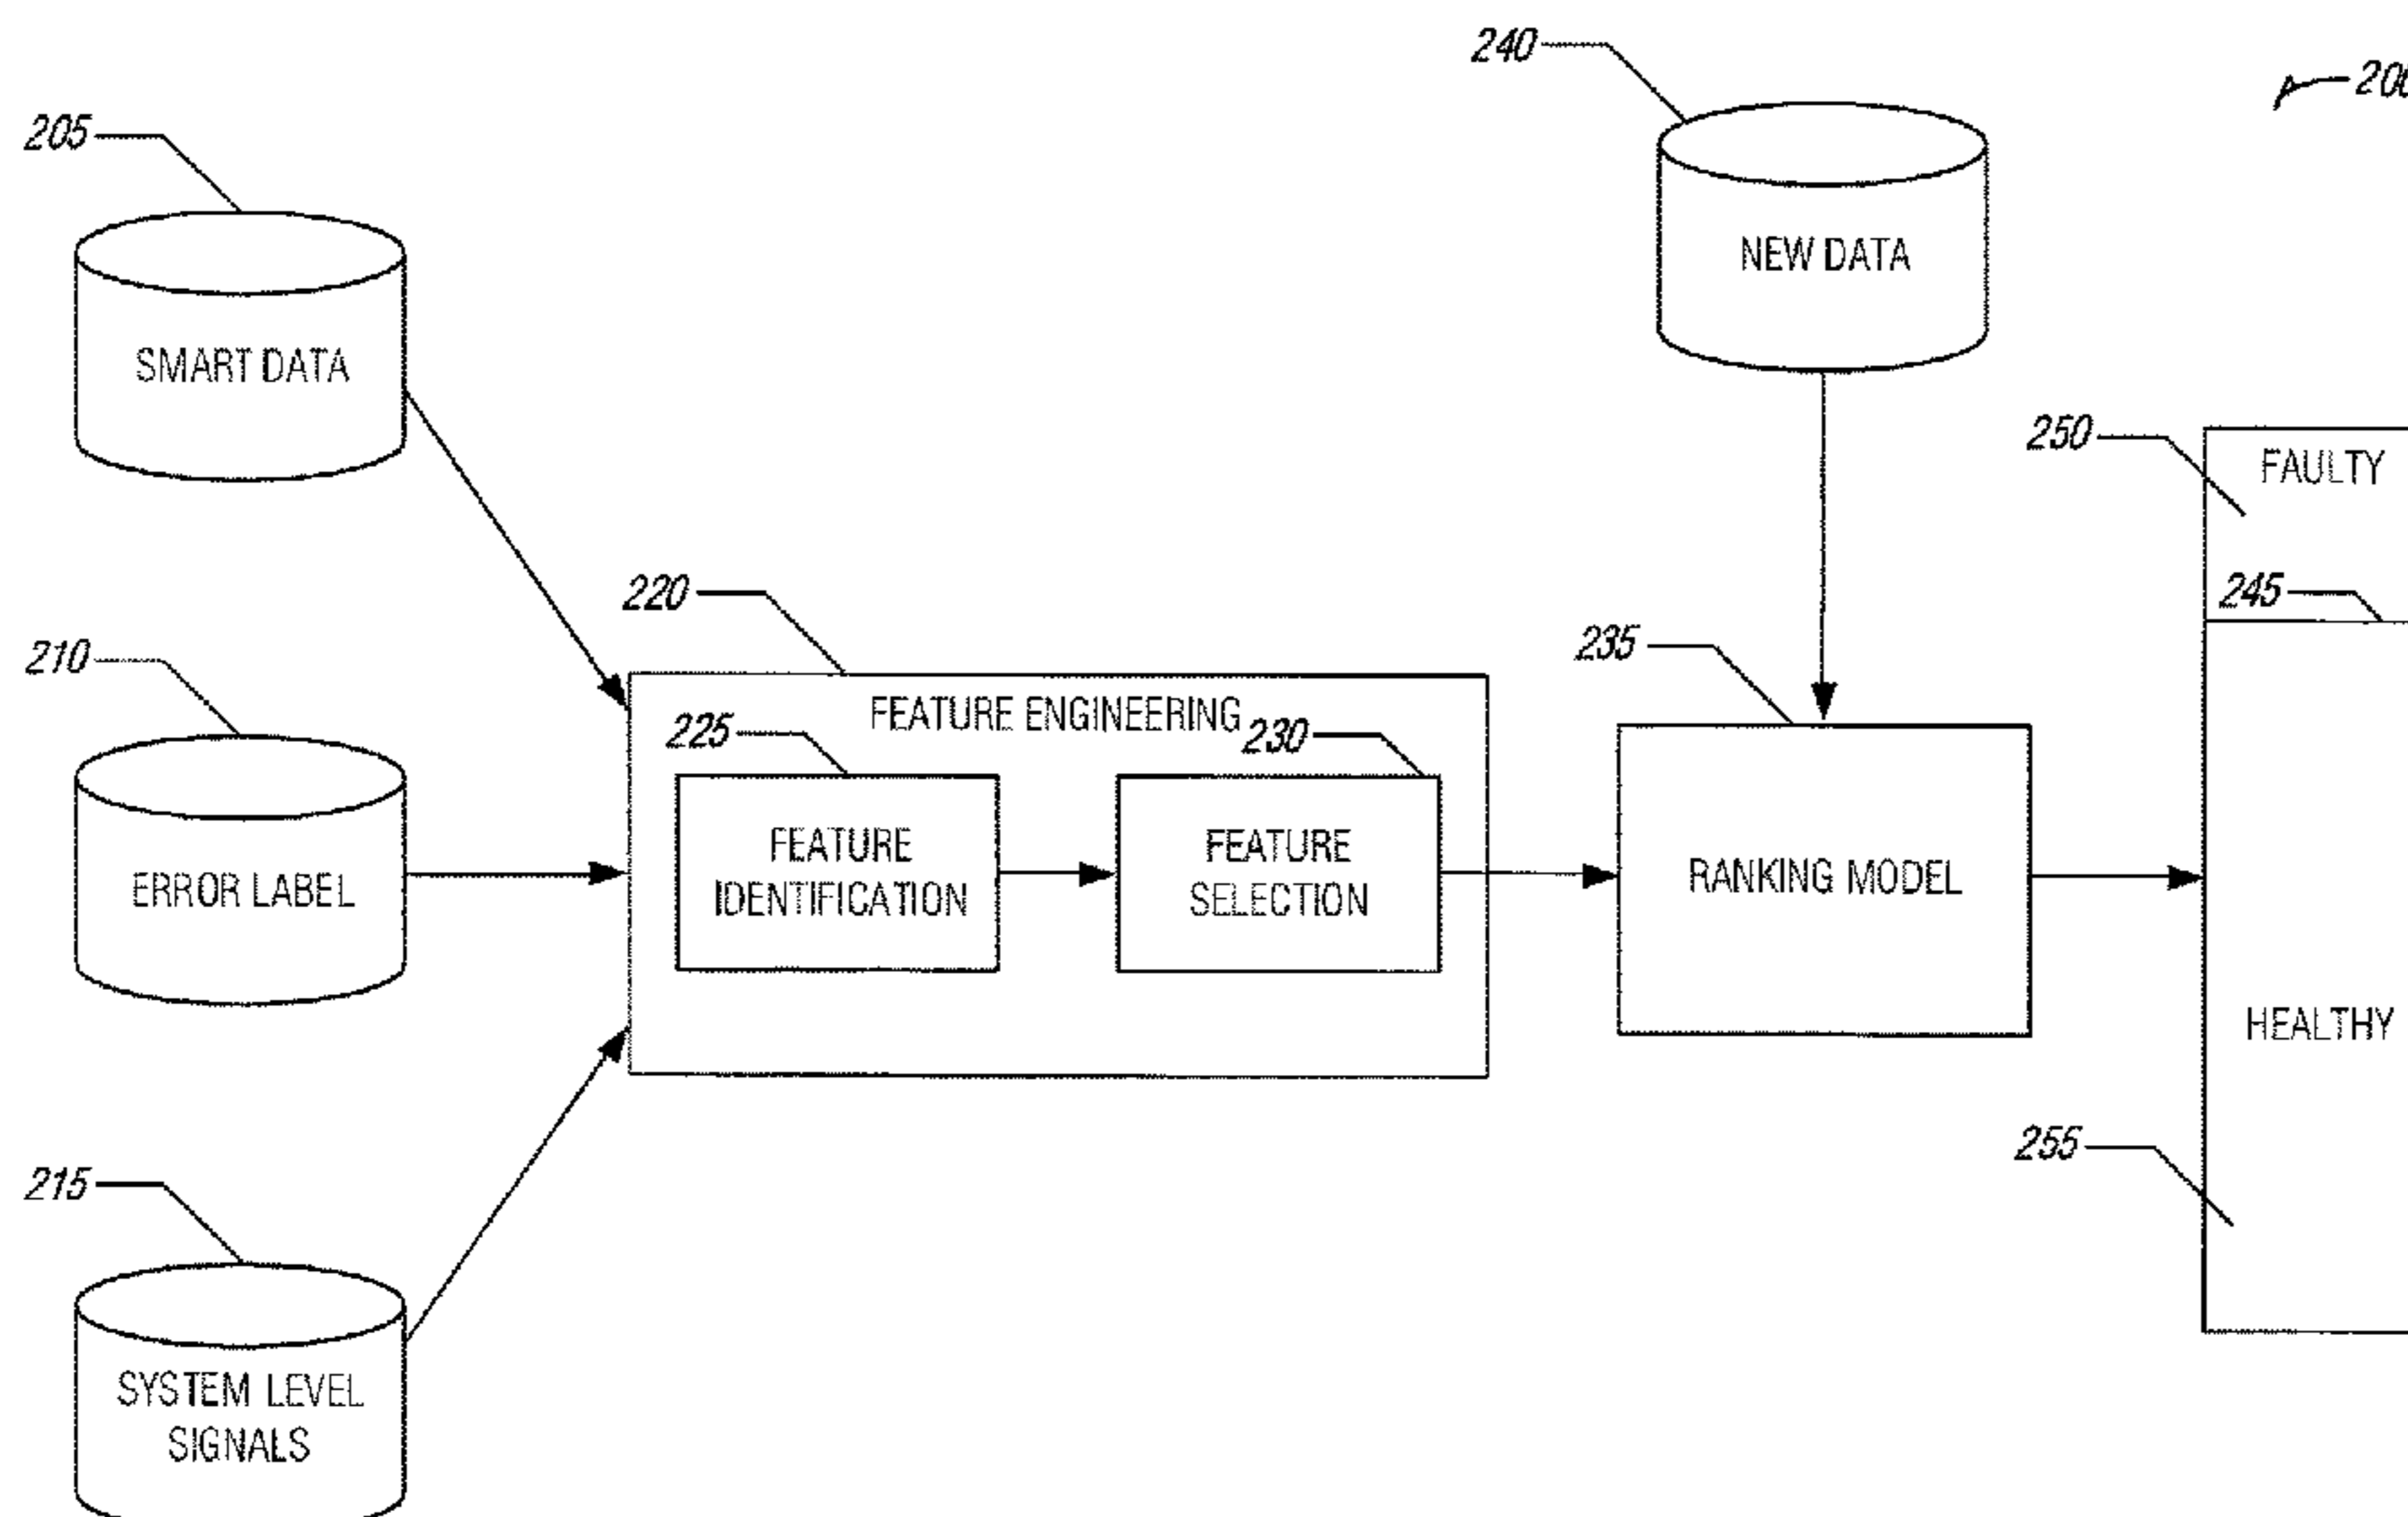 240
200
205
NEW DATA
SMART DATA
250
FAULTY
220
245
210
235
FEATURE ENGINEERING
225
230
FEATURE
IDENTIFICATION
FEATURE
SELECTION
ERROR LABEL
RANKING MODEL
HEALTHY
215
255
SYSTEM LEVEL
SIGNALS